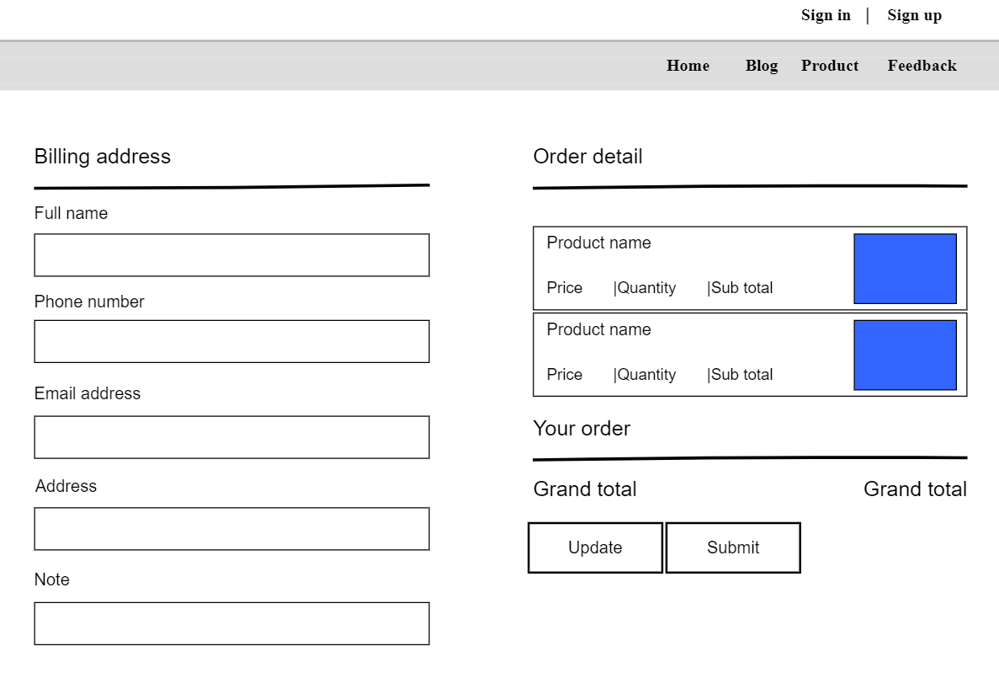 Sign in | Sign up
Home Blog Product Feedback
Billing address
Full name
Phone number
Email address
Address
Note
Order detail
Product name
Price |Quantity |Sub total
Product name
Price |Quantity |Sub total
Your order
Grand total Grand total
Update Submit